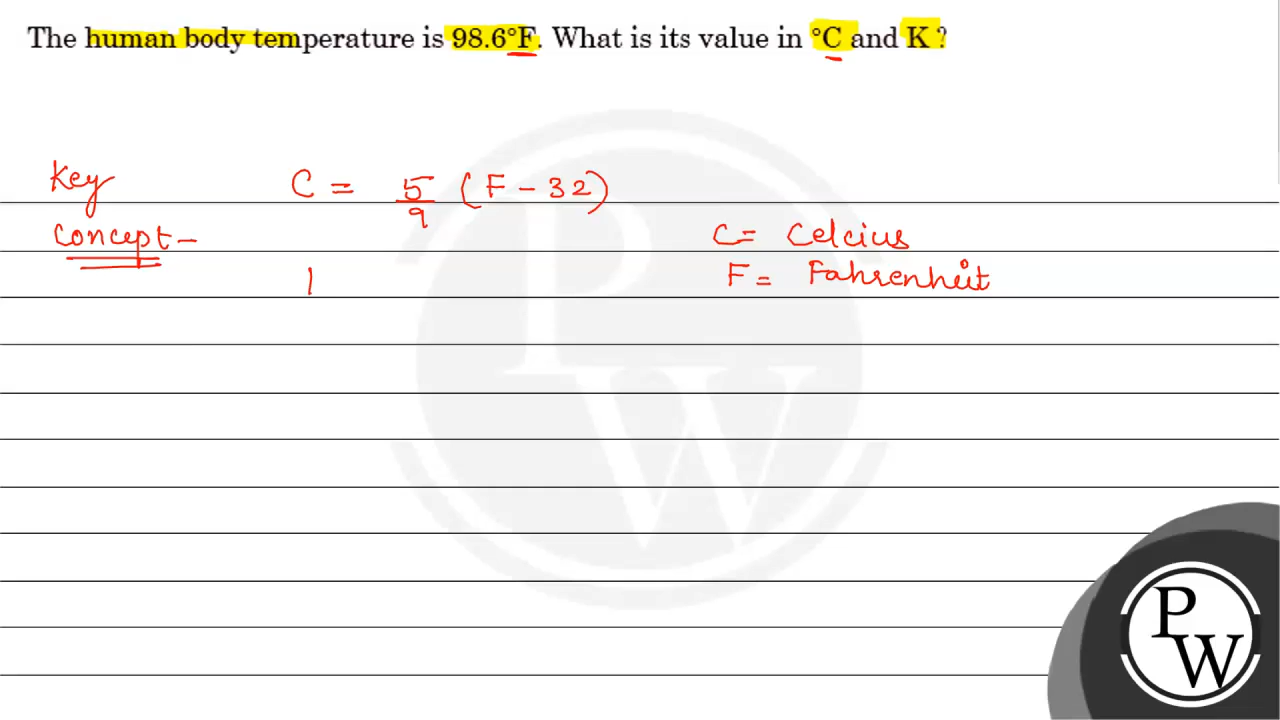 The human body temperature is 98.6°F. What is its value in °C and K ?
Key
Concept -
C = 5/9 (F - 32)
C = Celcius
F = Fahrenheit
PW
PW